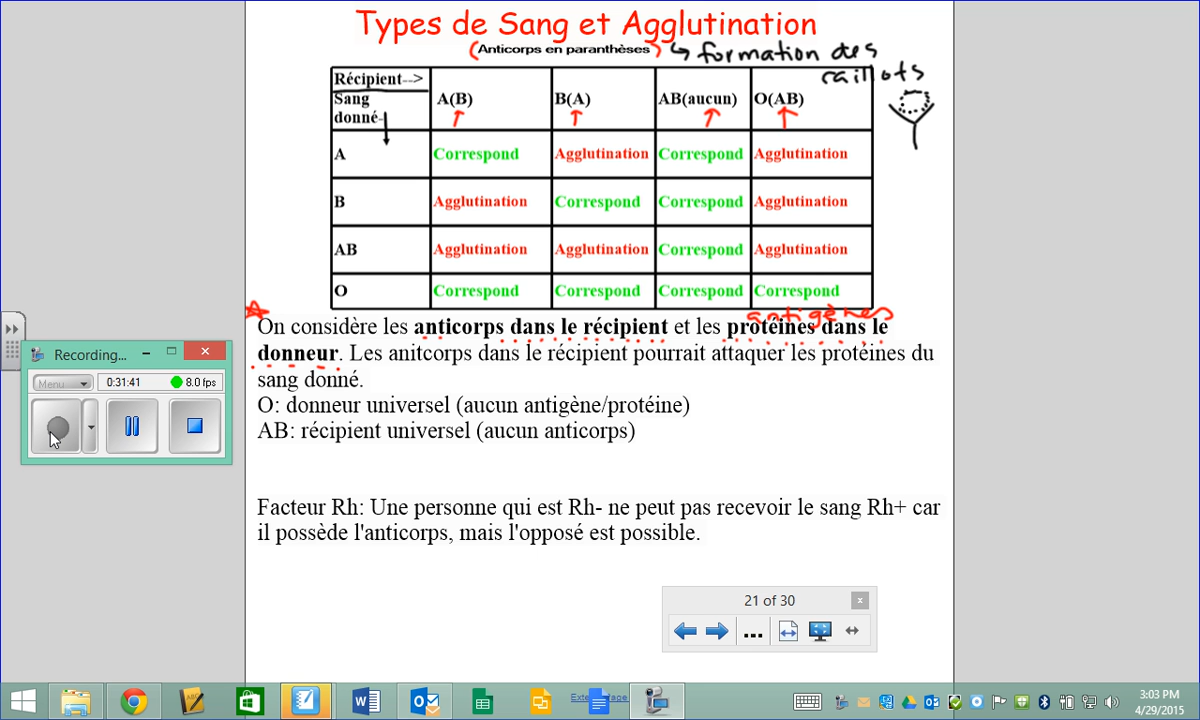 Types de Sang et Agglutination
(Anticorps en paranthèses) ↪ formation des
caillots
Récipient-->
Sang
donné-
A(B) B(A) AB(aucun) O(AB)
A Correspond Agglutination Correspond Agglutination
B Agglutination Correspond Correspond Agglutination
AB Agglutination Agglutination Correspond Agglutination
O Correspond Correspond Correspond Correspond
antigènes
On considère les anticorps dans le récipient et les protéines dans le
donneur. Les anitcorps dans le récipient pourrait attaquer les protéines du
sang donné.
O: donneur universel (aucun antigène/protéine)
AB: récipient universel (aucun anticorps)
Facteur Rh: Une personne qui est Rh- ne peut pas recevoir le sang Rh+ car
il possède l'anticorps, mais l'opposé est possible.
Recording...
Menu 0:31:41 8.0 fps
21 of 30
3:03 PM
4/29/2015